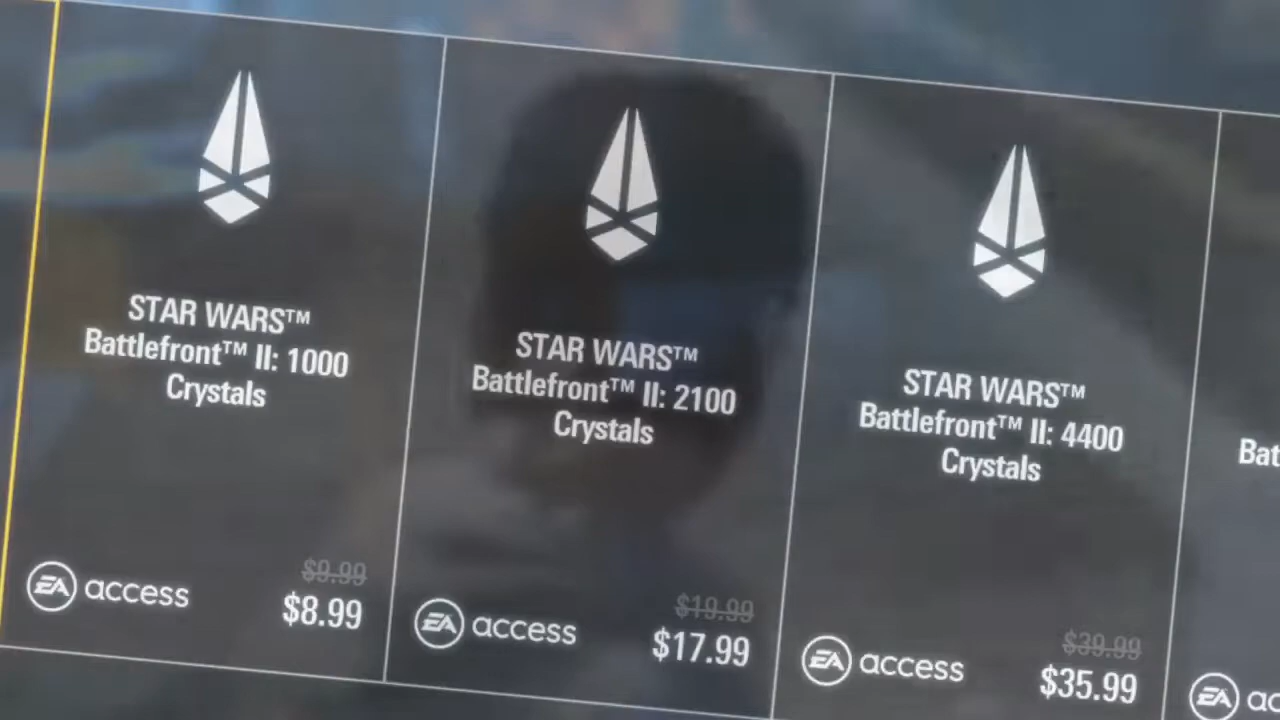 STAR WARS™
Battlefront™ II: 1000
Crystals
EA access
$9.99
$8.99
STAR WARS™
Battlefront™ II: 2100
Crystals
EA access
$19.99
$17.99
STAR WARS™
Battlefront™ II: 4400
Crystals
EA access
$39.99
$35.99
Bat
EA ac